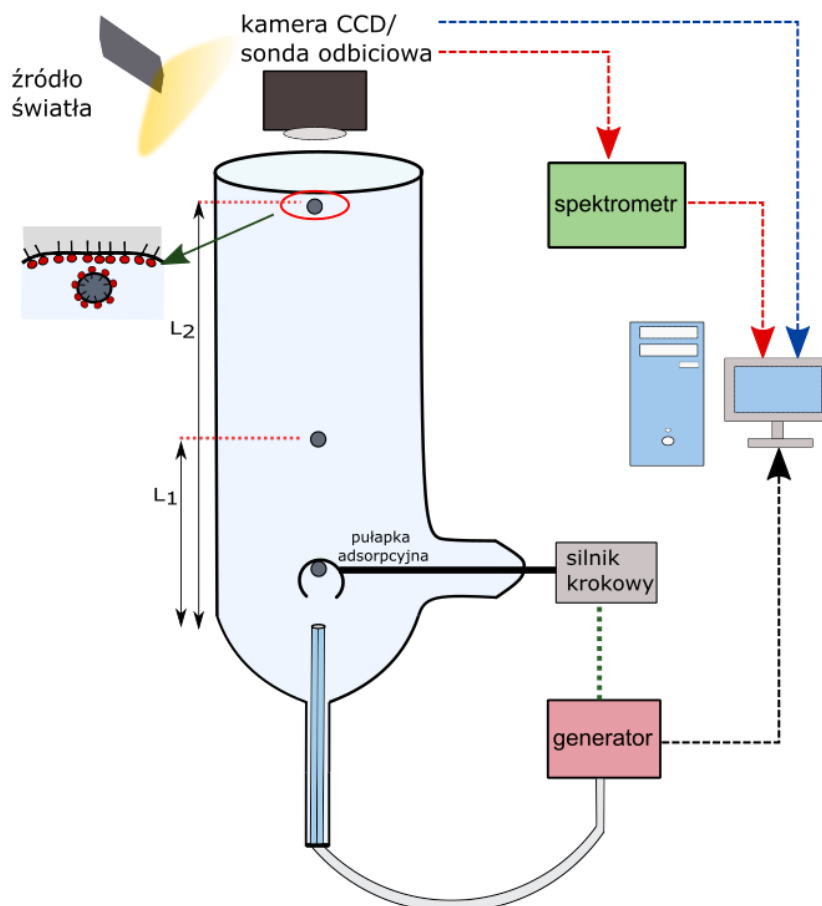 kamera CCD/
sonda odbiciowa
źródło
światła
spektrometr
L2
L1
pułapka
adsorpcyjna
silnik
krokowy
generator